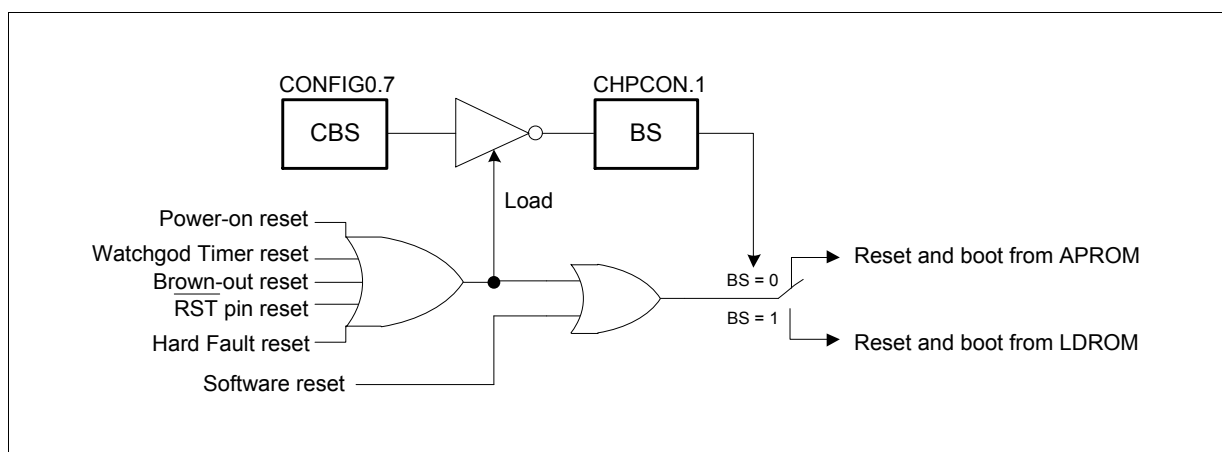 CONFIG0.7
CHPCON.1
CBS
BS
Load
Power-on reset
Watchgod Timer reset
Brown-out reset
RST pin reset
Hard Fault reset
Software reset
BS = 0
BS = 1
Reset and boot from APROM
Reset and boot from LDROM